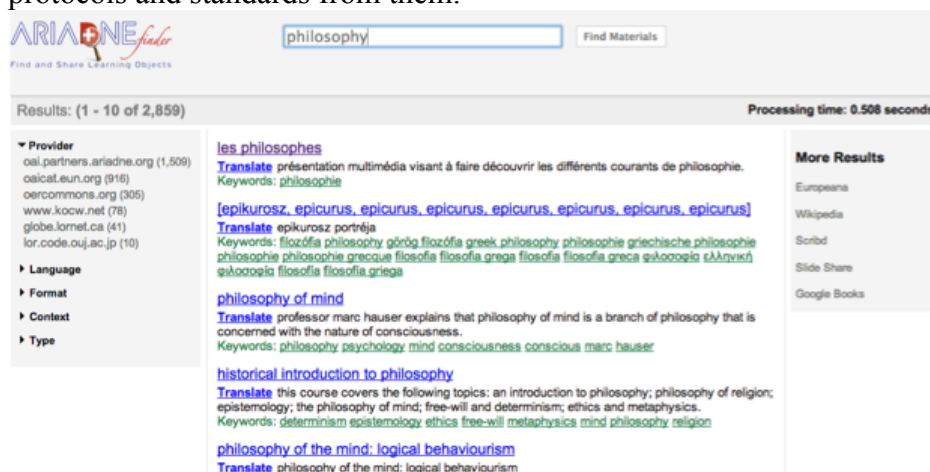 protocols and standards from them.
ARIADNE finder
Find and Share Learning Objects
philosophy
Find Materials
Results: (1 - 10 of 2,859)
Processing time: 0.508 seconds
Provider
oai.partners.ariadne.org (1,509)
oaicat.eun.org (916)
oercommons.org (305)
www.kocw.net (78)
globe.lornet.ca (41)
lor.code.ouj.ac.jp (10)
Language
Format
Context
Type
les philosophes
Translate présentation multimédia visant à faire découvrir les différents courants de philosophie.
Keywords: philosophie
[epikurosz, epicurus, epicurus, epicurus, epicurus, epicurus, epicurus, epicurus]
Translate epikurosz portréja
Keywords: filozófia philosophy görög filozófia greek philosophy philosophie griechische philosophie
philosophie philosophie grecque filosofia filosofia grega filosofia filosofia greca φιλοσοφία ελληνική
φιλοσοφία filosofía filosofía griega
philosophy of mind
Translate professor marc hauser explains that philosophy of mind is a branch of philosophy that is
concerned with the nature of consciousness.
Keywords: philosophy psychology mind consciousness conscious marc hauser
historical introduction to philosophy
Translate this course covers the following topics: an introduction to philosophy; philosophy of religion;
epistemology; the philosophy of mind; free-will and determinism; ethics and metaphysics.
Keywords: determinism epistemology ethics free-will metaphysics mind philosophy religion
philosophy of the mind: logical behaviourism
Translate philosophy of the mind: logical behaviourism
More Results
Europeana
Wikipedia
Scribd
Slide Share
Google Books